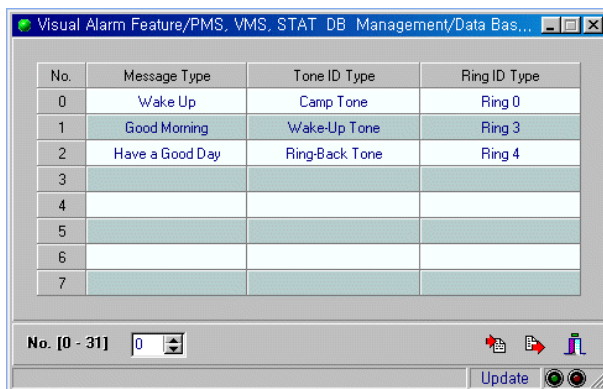 Visual Alarm Feature/PMS, VMS, STAT DB Management/Data Bas...
No. Message Type Tone ID Type Ring ID Type
0 Wake Up Camp Tone Ring 0
1 Good Morning Wake-Up Tone Ring 3
2 Have a Good Day Ring-Back Tone Ring 4
3
4
5
6
7
No. [0 - 31] 0
Update